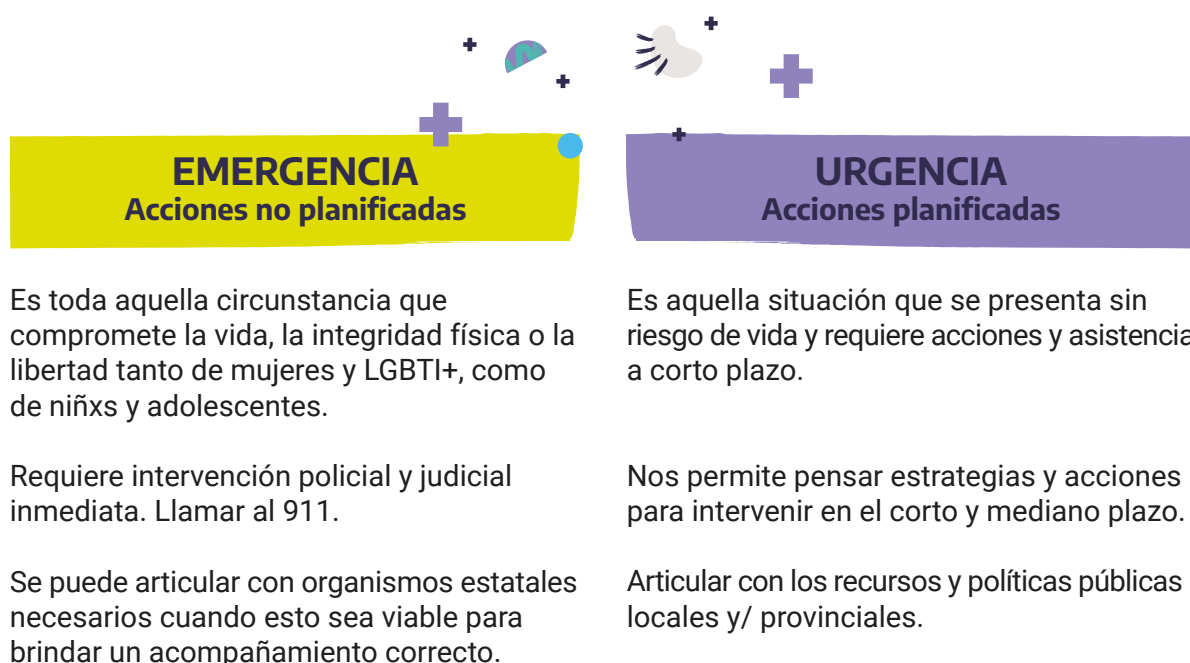 EMERGENCIA
Acciones no planificadas
Es toda aquella circunstancia que
compromete la vida, la integridad física o la
libertad tanto de mujeres y LGBTI+, como
de niñxs y adolescentes.
Requiere intervención policial y judicial
inmediata. Llamar al 911.
Se puede articular con organismos estatales
necesarios cuando esto sea viable para
brindar un acompañamiento correcto.
URGENCIA
Acciones planificadas
Es aquella situación que se presenta sin
riesgo de vida y requiere acciones y asistencia
a corto plazo.
Nos permite pensar estrategias y acciones
para intervenir en el corto y mediano plazo.
Articular con los recursos y políticas públicas
locales y/ provinciales.